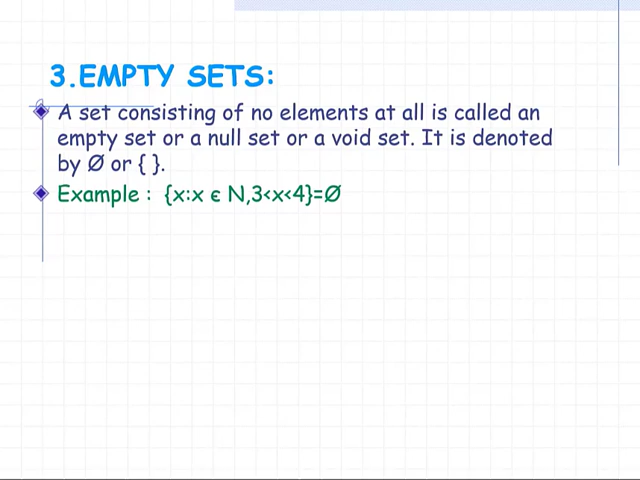 3.EMPTY SETS:
A set consisting of no elements at all is called an
empty set or a null set or a void set. It is denoted
by Ø or { }.
Example : {x:x є N,3<x<4}=Ø